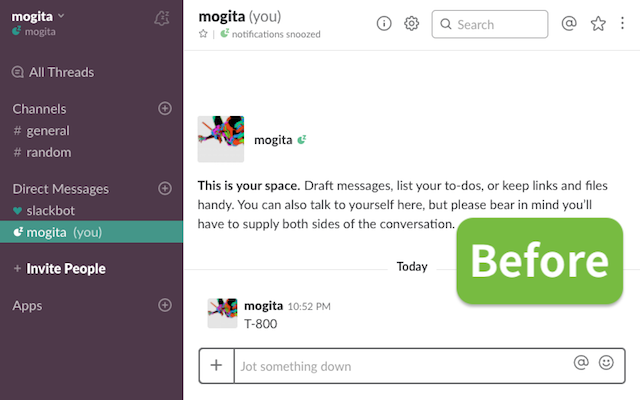 mogita
mogita
All Threads
Channels
# general
# random
Direct Messages
slackbot
mogita (you)
+ Invite People
Apps
mogita (you)
notifications snoozed
Search
mogita
This is your space. Draft messages, list your to-dos, or keep links and files
handy. You can also talk to yourself here, but please bear in mind you’ll
have to supply both sides of the conversation.
Before
Today
mogita 10:52 PM
T-800
Jot something down